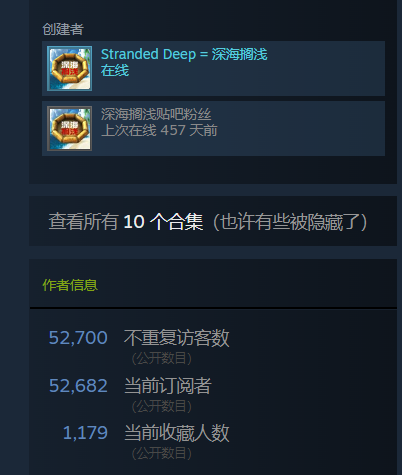 创建者
Stranded Deep = 深海搁浅
在线
深海搁浅贴吧粉丝
上次在线 457 天前
查看所有 10 个合集（也许有些被隐藏了）
作者信息
52,700 不重复访客数
（公开数目）
52,682 当前订阅者
（公开数目）
1,179 当前收藏人数
（公开数目）